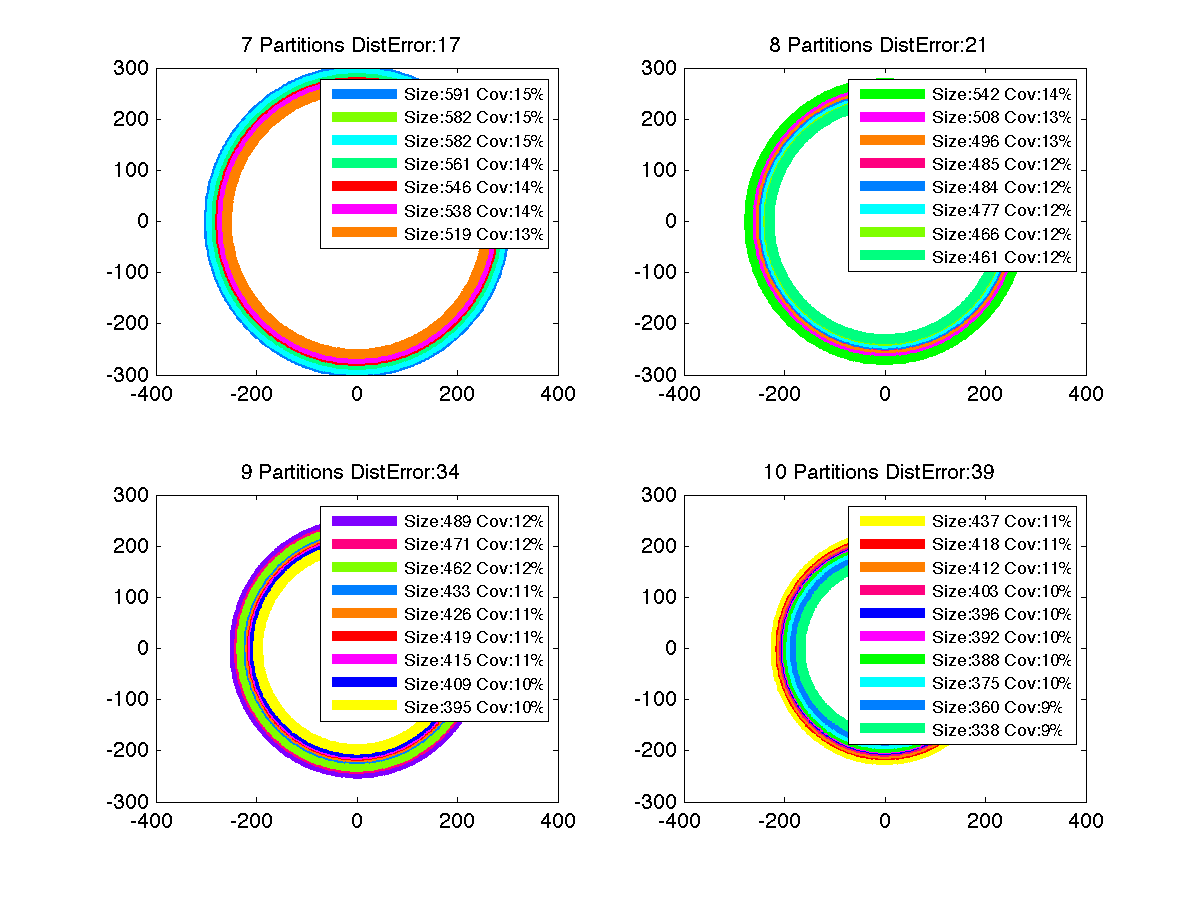 7 Partitions DistError:17
300
200
100
0
-100
-200
-300
-400
-200
0
200
400
Size:591 Cov:15%
Size:582 Cov:15%
Size:582 Cov:15%
Size:561 Cov:14%
Size:546 Cov:14%
Size:538 Cov:14%
Size:519 Cov:13%
8 Partitions DistError:21
300
200
100
0
-100
-200
-300
-400
-200
0
200
400
Size:542 Cov:14%
Size:508 Cov:13%
Size:496 Cov:13%
Size:485 Cov:12%
Size:484 Cov:12%
Size:477 Cov:12%
Size:466 Cov:12%
Size:461 Cov:12%
9 Partitions DistError:34
300
200
100
0
-100
-200
-300
-400
-200
0
200
400
Size:489 Cov:12%
Size:471 Cov:12%
Size:462 Cov:12%
Size:433 Cov:11%
Size:426 Cov:11%
Size:419 Cov:11%
Size:415 Cov:11%
Size:409 Cov:10%
Size:395 Cov:10%
10 Partitions DistError:39
300
200
100
0
-100
-200
-300
-400
-200
0
200
400
Size:437 Cov:11%
Size:418 Cov:11%
Size:412 Cov:11%
Size:403 Cov:10%
Size:396 Cov:10%
Size:392 Cov:10%
Size:388 Cov:10%
Size:375 Cov:10%
Size:360 Cov:9%
Size:338 Cov:9%